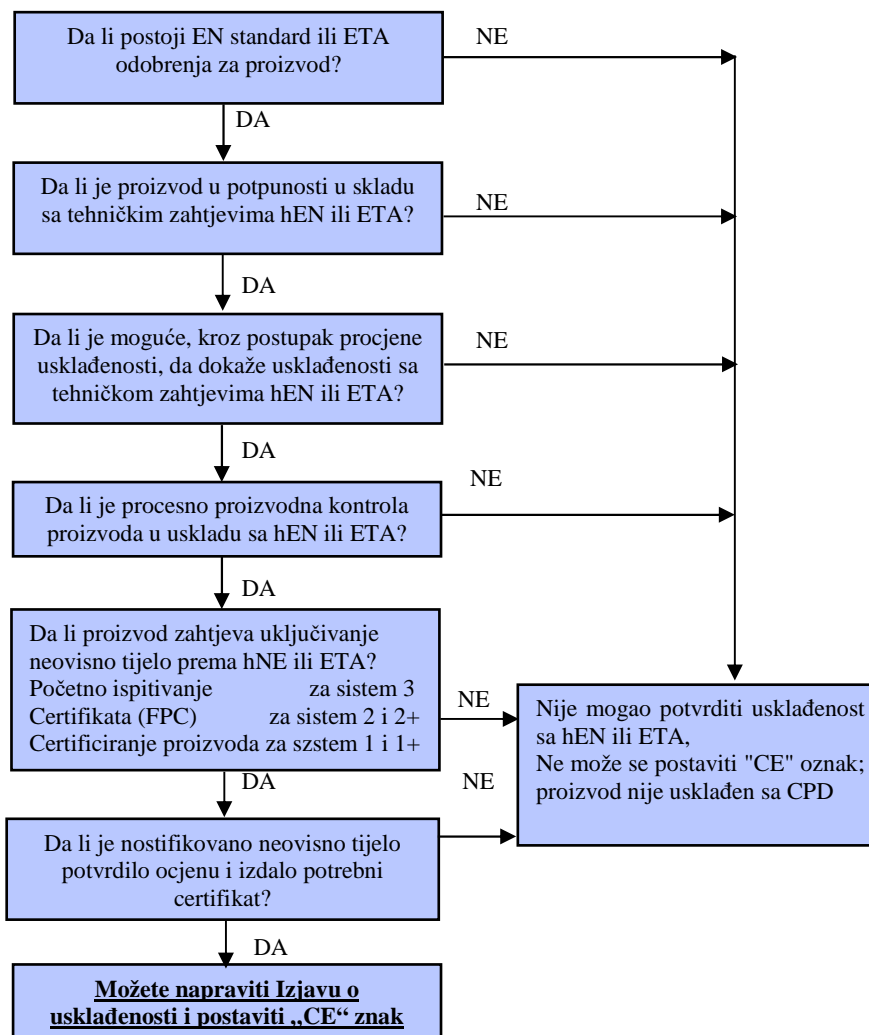 Da li postoji EN standard ili ETA
odobrenja za proizvod?
NE
DA
Da li je proizvod u potpunosti u skladu
sa tehničkim zahtjevima hEN ili ETA?
NE
DA
Da li je moguće, kroz postupak procjene
usklađenosti, da dokaže usklađenosti sa
tehničkom zahtjevima hEN ili ETA?
NE
DA
Da li je procesno proizvodna kontrola
proizvoda u uskladu sa hEN ili ETA?
NE
DA
Da li proizvod zahtjeva uključivanje
neovisno tijelo prema hNE ili ETA?
Početno ispitivanje za sistem 3
Certifikata (FPC) za sistem 2 i 2+
Certificiranje proizvoda za szstem 1 i 1+
NE
DA
Nije mogao potvrditi usklađenost
sa hEN ili ETA,
Ne može se postaviti "CE" oznak;
proizvod nije usklađen sa CPD
Da li je nostifikovano neovisno tijelo
potvrdilo ocjenu i izdalo potrebni
certifikat?
NE
DA
Možete napraviti Izjavu o
usklađenosti i postaviti „CE“ znak